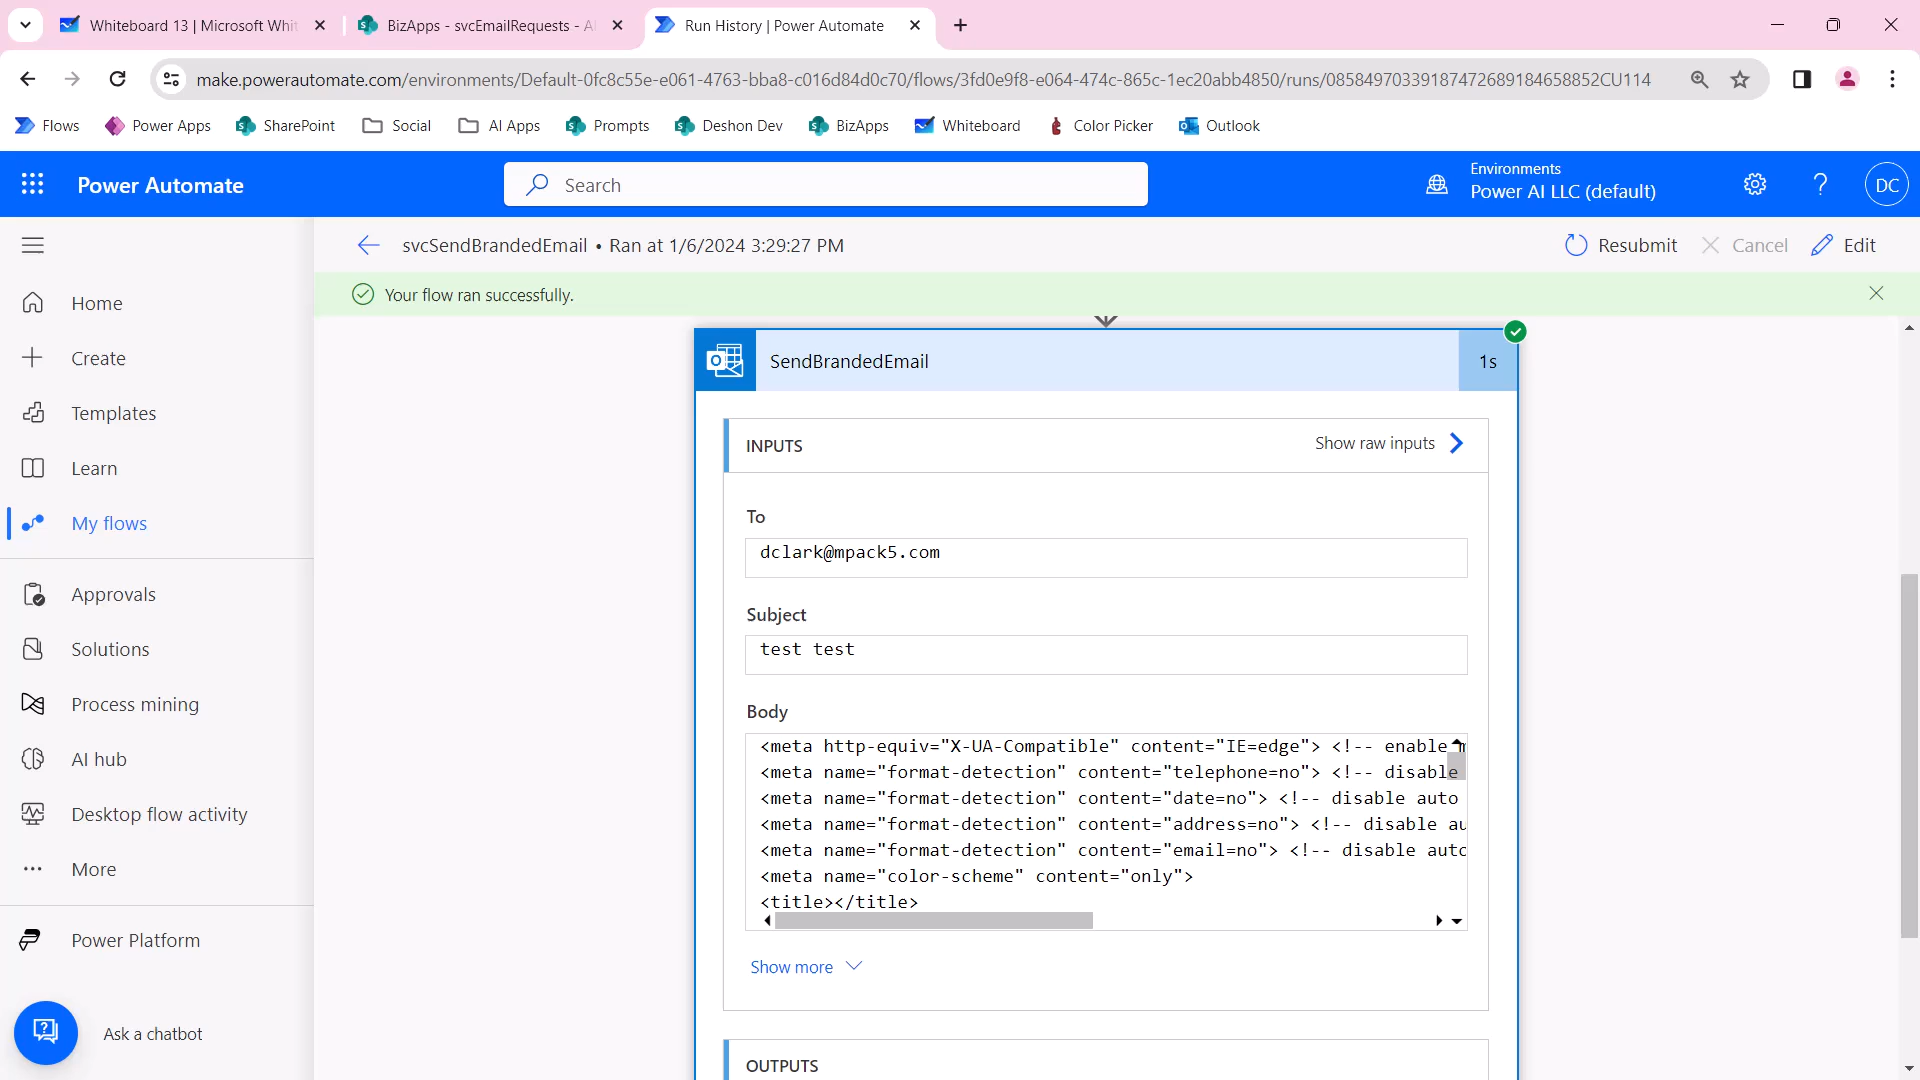 Whiteboard 13 | Microsoft Whit
BizApps - svcEmailRequests - A
Run History | Power Automate
make.powerautomate.com/environments/Default-0fc8c55e-e061-4763-bba8-c016d84d0c70/flows/3fd0e9f8-e064-474c-865c-1ec20abb4850/runs/08584970339187472689184658852CU114
Flows
Power Apps
SharePoint
Social
AI Apps
Prompts
Deshon Dev
BizApps
Whiteboard
Color Picker
Outlook
Power Automate
Search
Environments
Power AI LLC (default)
DC
svcSendBrandedEmail • Ran at 1/6/2024 3:29:27 PM
Resubmit
Cancel
Edit
Your flow ran successfully.
Home
Create
Templates
Learn
My flows
Approvals
Solutions
Process mining
AI hub
Desktop flow activity
More
Power Platform
Ask a chatbot
SendBrandedEmail
1s
INPUTS
Show raw inputs
To
dclark@mpack5.com
Subject
test test
Body
<meta http-equiv="X-UA-Compatible" content="IE=edge"> <!-- enable m
<meta name="format-detection" content="telephone=no"> <!-- disable
<meta name="format-detection" content="date=no"> <!-- disable auto
<meta name="format-detection" content="address=no"> <!-- disable au
<meta name="format-detection" content="email=no"> <!-- disable auto
<meta name="color-scheme" content="only">
<title></title>
Show more
OUTPUTS